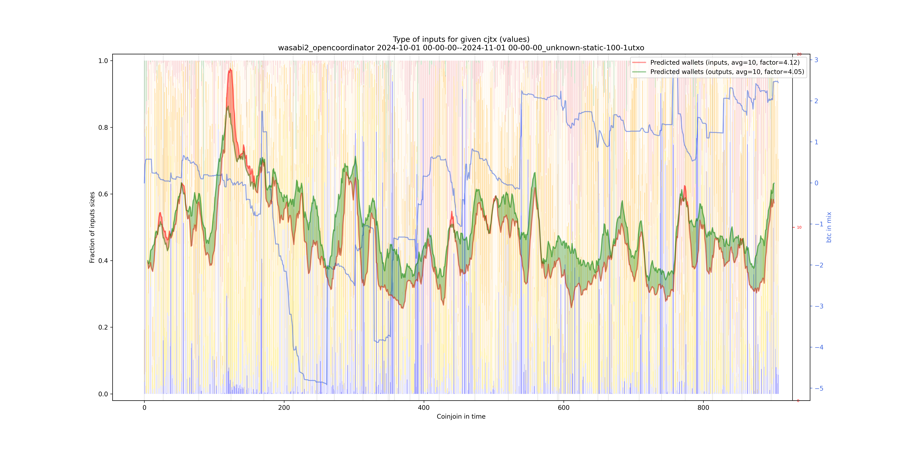 Type of inputs for given cjtx (values)
wasabi2_opencoordinator 2024-10-01 00-00-00--2024-11-01 00-00-00_unknown-static-100-1utxo
Predicted wallets (inputs, avg=10, factor=4.12)
Predicted wallets (outputs, avg=10, factor=4.05)
Fraction of inputs sizes
1.0
0.8
0.6
0.4
0.2
0.0
0
200
400
600
800
Coinjoin in time
3
2
1
0
−1
−2
−3
−4
−5
btc in mix